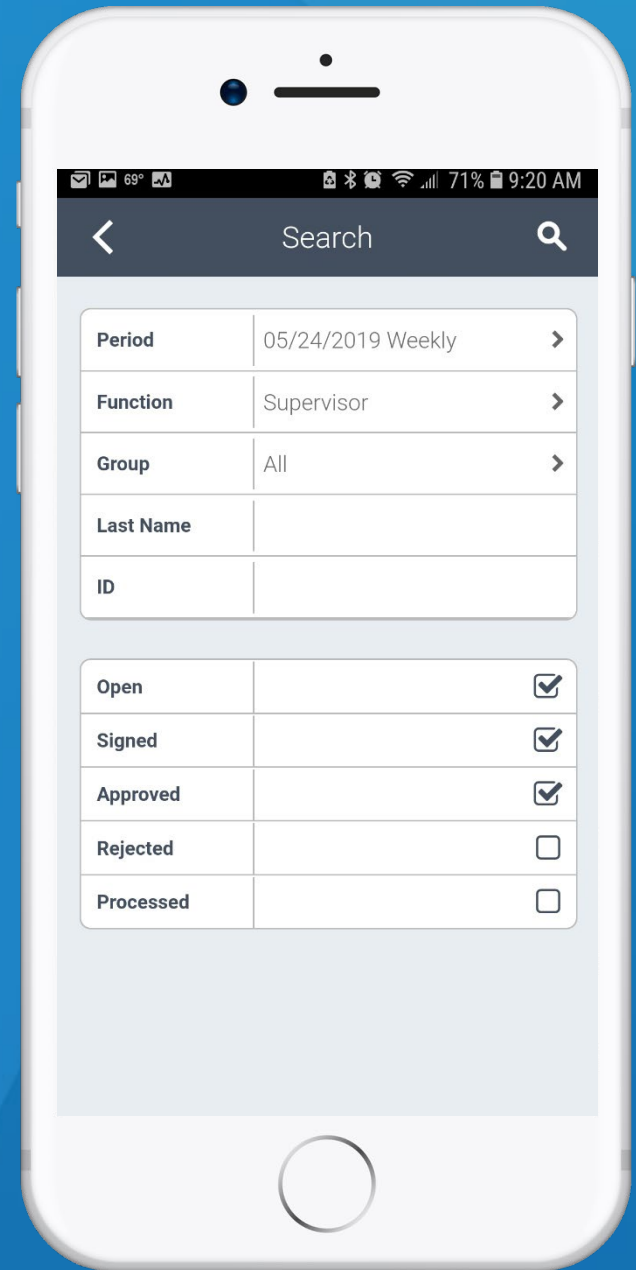 69° 71% 9:20 AM
Search
Period 05/24/2019 Weekly
Function Supervisor
Group All
Last Name
ID
Open
Signed
Approved
Rejected
Processed